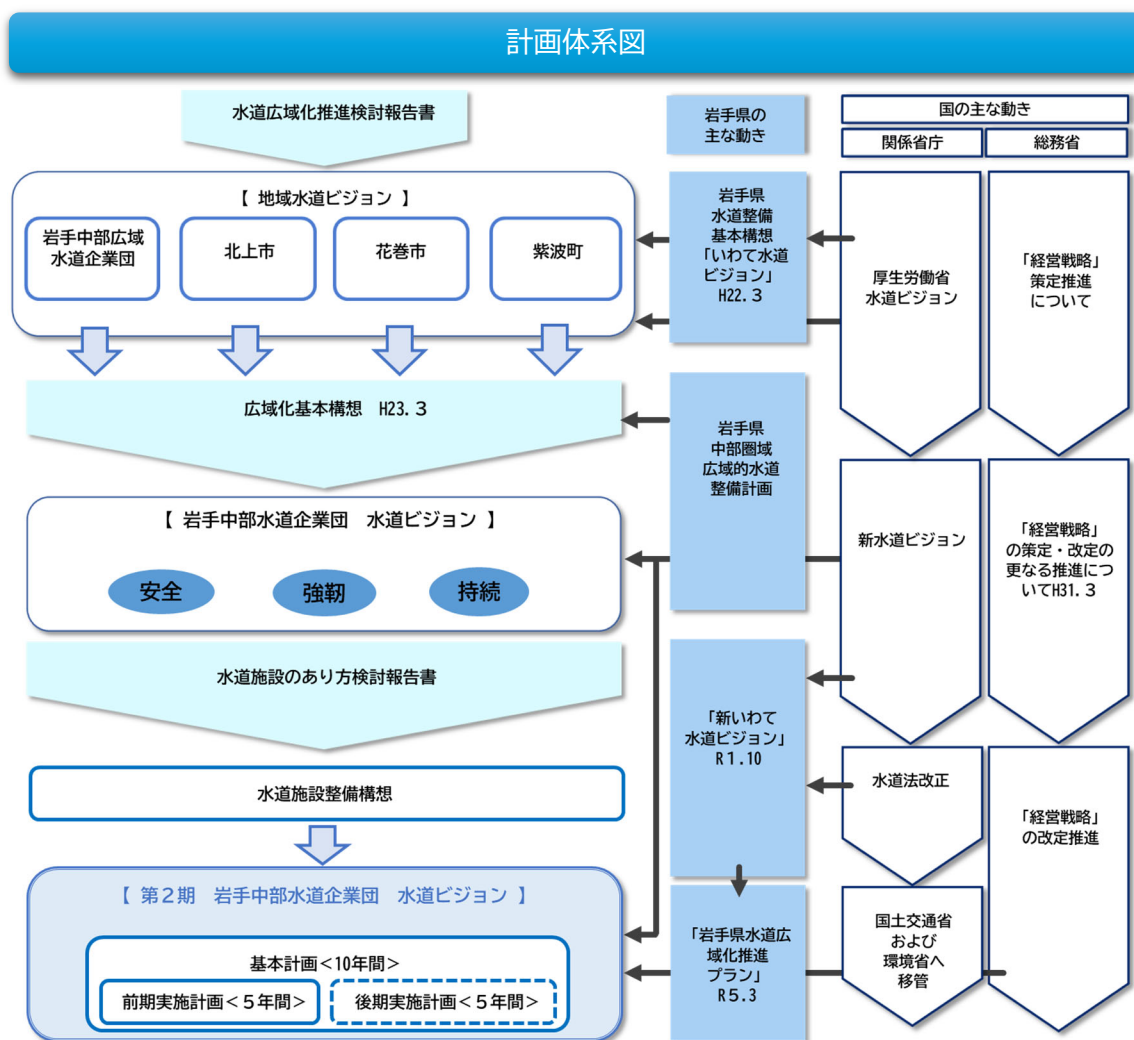 計画体系図
水道広域化推進検討報告書
【 地域水道ビジョン 】
岩手中部広域
水道企業団
北上市
花巻市
紫波町
広域化基本構想　H23.3
【 岩手中部水道企業団　水道ビジョン 】
安全
強靭
持続
水道施設のあり方検討報告書
水道施設整備構想
【 第２期　岩手中部水道企業団　水道ビジョン 】
基本計画＜10年間＞
前期実施計画＜５年間＞
後期実施計画＜５年間＞
岩手県の
主な動き
岩手県
水道整備
基本構想
「いわて水道
ビジョン」
H22.3
岩手県
中部圏域
広域的水道
整備計画
「新いわて
水道ビジョン」
R1.10
「岩手県水道広
域化推進
プラン」
R5.3
国の主な動き
関係省庁
総務省
厚生労働省
水道ビジョン
新水道ビジョン
水道法改正
国土交通省
および
環境省へ
移管
「経営戦略」
策定推進
について
「経営戦略」
の策定・改定の
更なる推進につ
いてH31.3
「経営戦略」
の改定推進